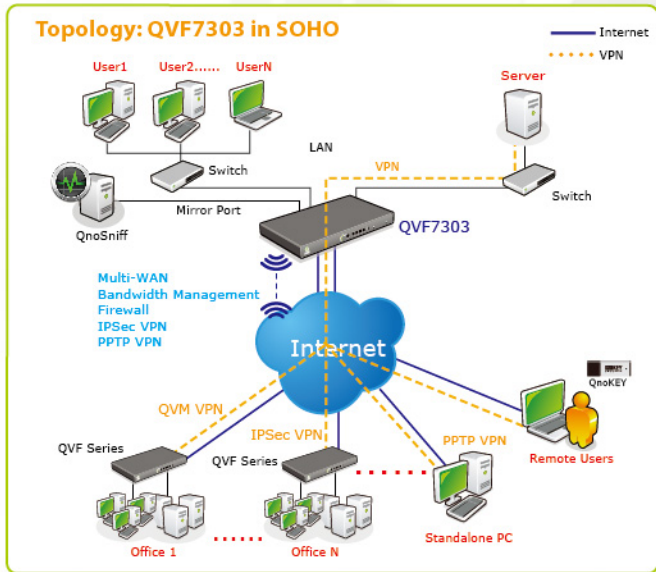 Topology: QVF7303 in SOHO
Internet
VPN
User1
User2......
UserN
Server
LAN
VPN
Switch
Switch
Mirror Port
QnoSniff
QVF7303
Multi-WAN
Bandwidth Management
Firewall
IPSec VPN
PPTP VPN
Internet
QnoKEY
QVM VPN
IPSec VPN
PPTP VPN
QVF Series
QVF Series
Remote Users
Office 1
Office N
Standalone PC